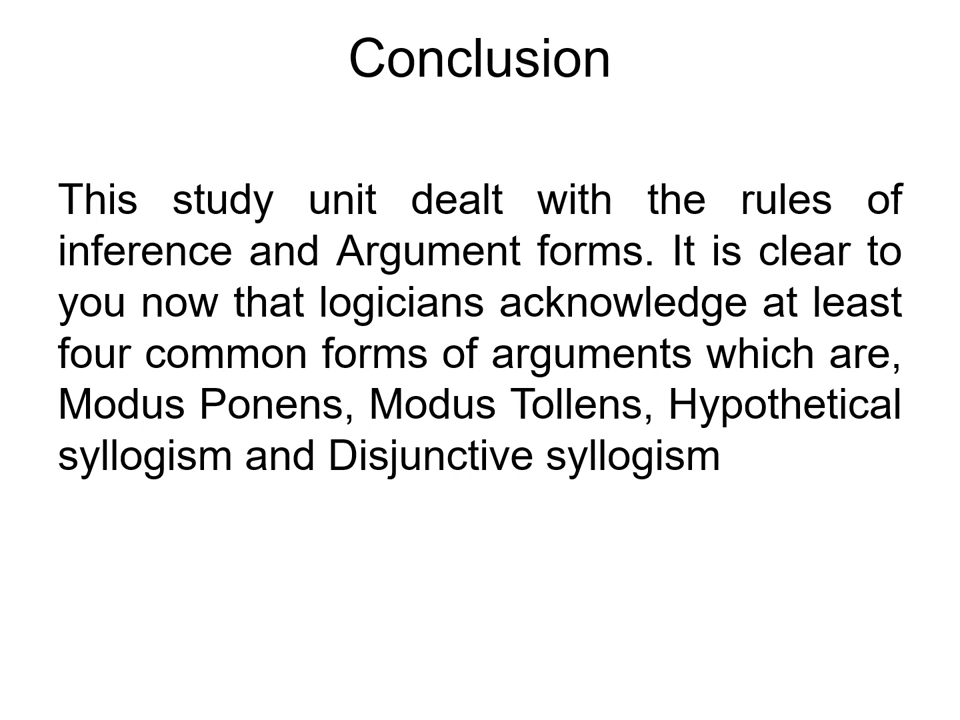 Conclusion
This study unit dealt with the rules of
inference and Argument forms. It is clear to
you now that logicians acknowledge at least
four common forms of arguments which are,
Modus Ponens, Modus Tollens, Hypothetical
syllogism and Disjunctive syllogism